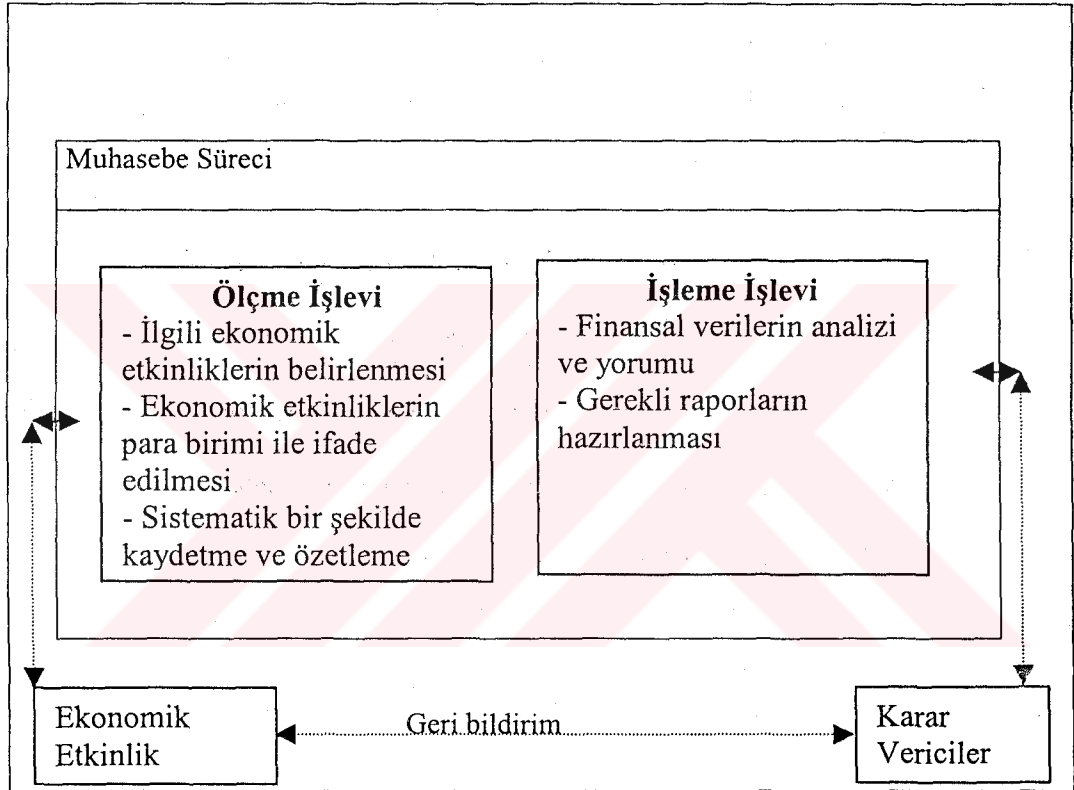 Muhasebe Süreci
Ölçme İşlevi
- İlgili ekonomik
etkinliklerin belirlenmesi
- Ekonomik etkinliklerin
para birimi ile ifade
edilmesi
- Sistematik bir şekilde
kaydetme ve özetleme
İşleme İşlevi
- Finansal verilerin analizi
ve yorumu
- Gerekli raporların
hazırlanması
Ekonomik
Etkinlik
Geri bildirim
Karar
Vericiler